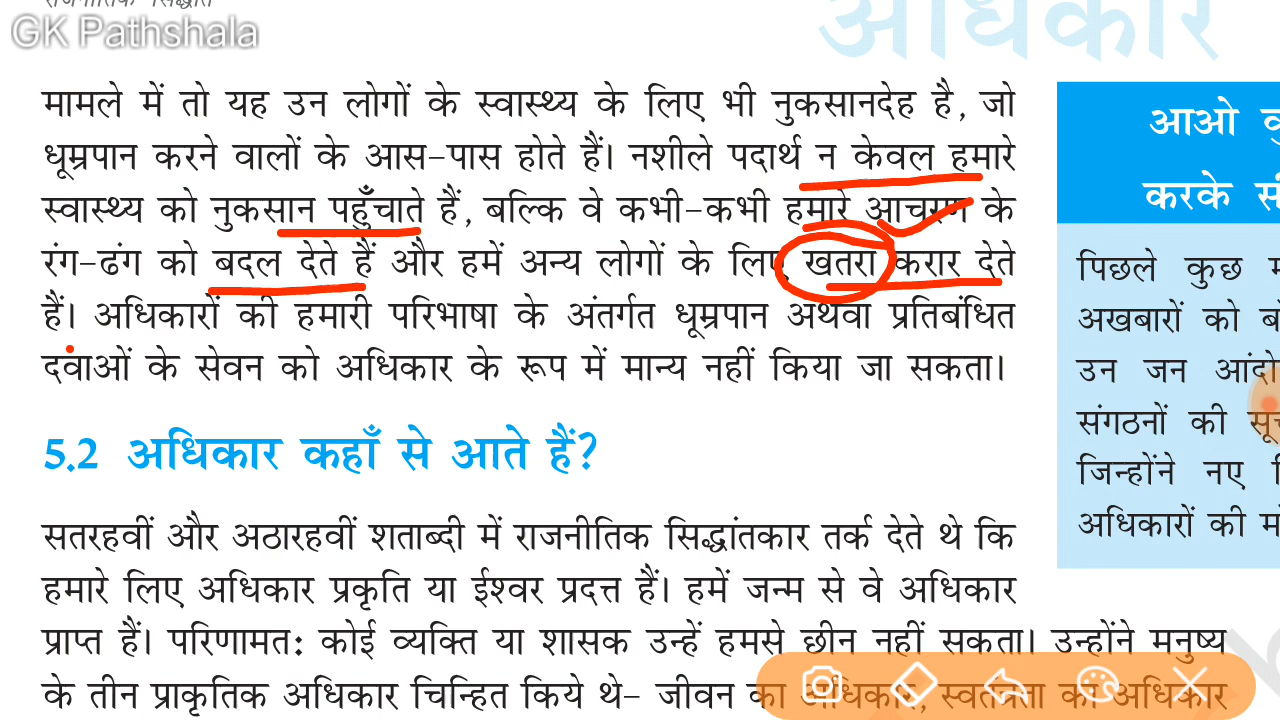 राजनीतिक सिद्धांत
GK Pathshala
अधिकार
मामले में तो यह उन लोगों के स्वास्थ्य के लिए भी नुकसानदेह है, जो
धूम्रपान करने वालों के आस-पास होते हैं। नशीले पदार्थ न केवल हमारे
स्वास्थ्य को नुकसान पहुँचाते हैं, बल्कि वे कभी-कभी हमारे आचरण के
रंग-ढंग को बदल देते हैं और हमें अन्य लोगों के लिए खतरा करार देते
हैं। अधिकारों की हमारी परिभाषा के अंतर्गत धूम्रपान अथवा प्रतिबंधित
दवाओं के सेवन को अधिकार के रूप में मान्य नहीं किया जा सकता।
5.2 अधिकार कहाँ से आते हैं?
सतरहवीं और अठारहवीं शताब्दी में राजनीतिक सिद्धांतकार तर्क देते थे कि
हमारे लिए अधिकार प्रकृति या ईश्वर प्रदत्त हैं। हमें जन्म से वे अधिकार
प्राप्त हैं। परिणामत: कोई व्यक्ति या शासक उन्हें हमसे छीन नहीं सकता। उन्होंने मनुष्य
के तीन प्राकृतिक अधिकार चिन्हित किये थे- जीवन का अधिकार, स्वतंत्रता का अधिकार
आओ
करके
पिछले कुछ
अखबारों को
उन जन
संगठनों की
जिन्होंने नए
अधिकारों की